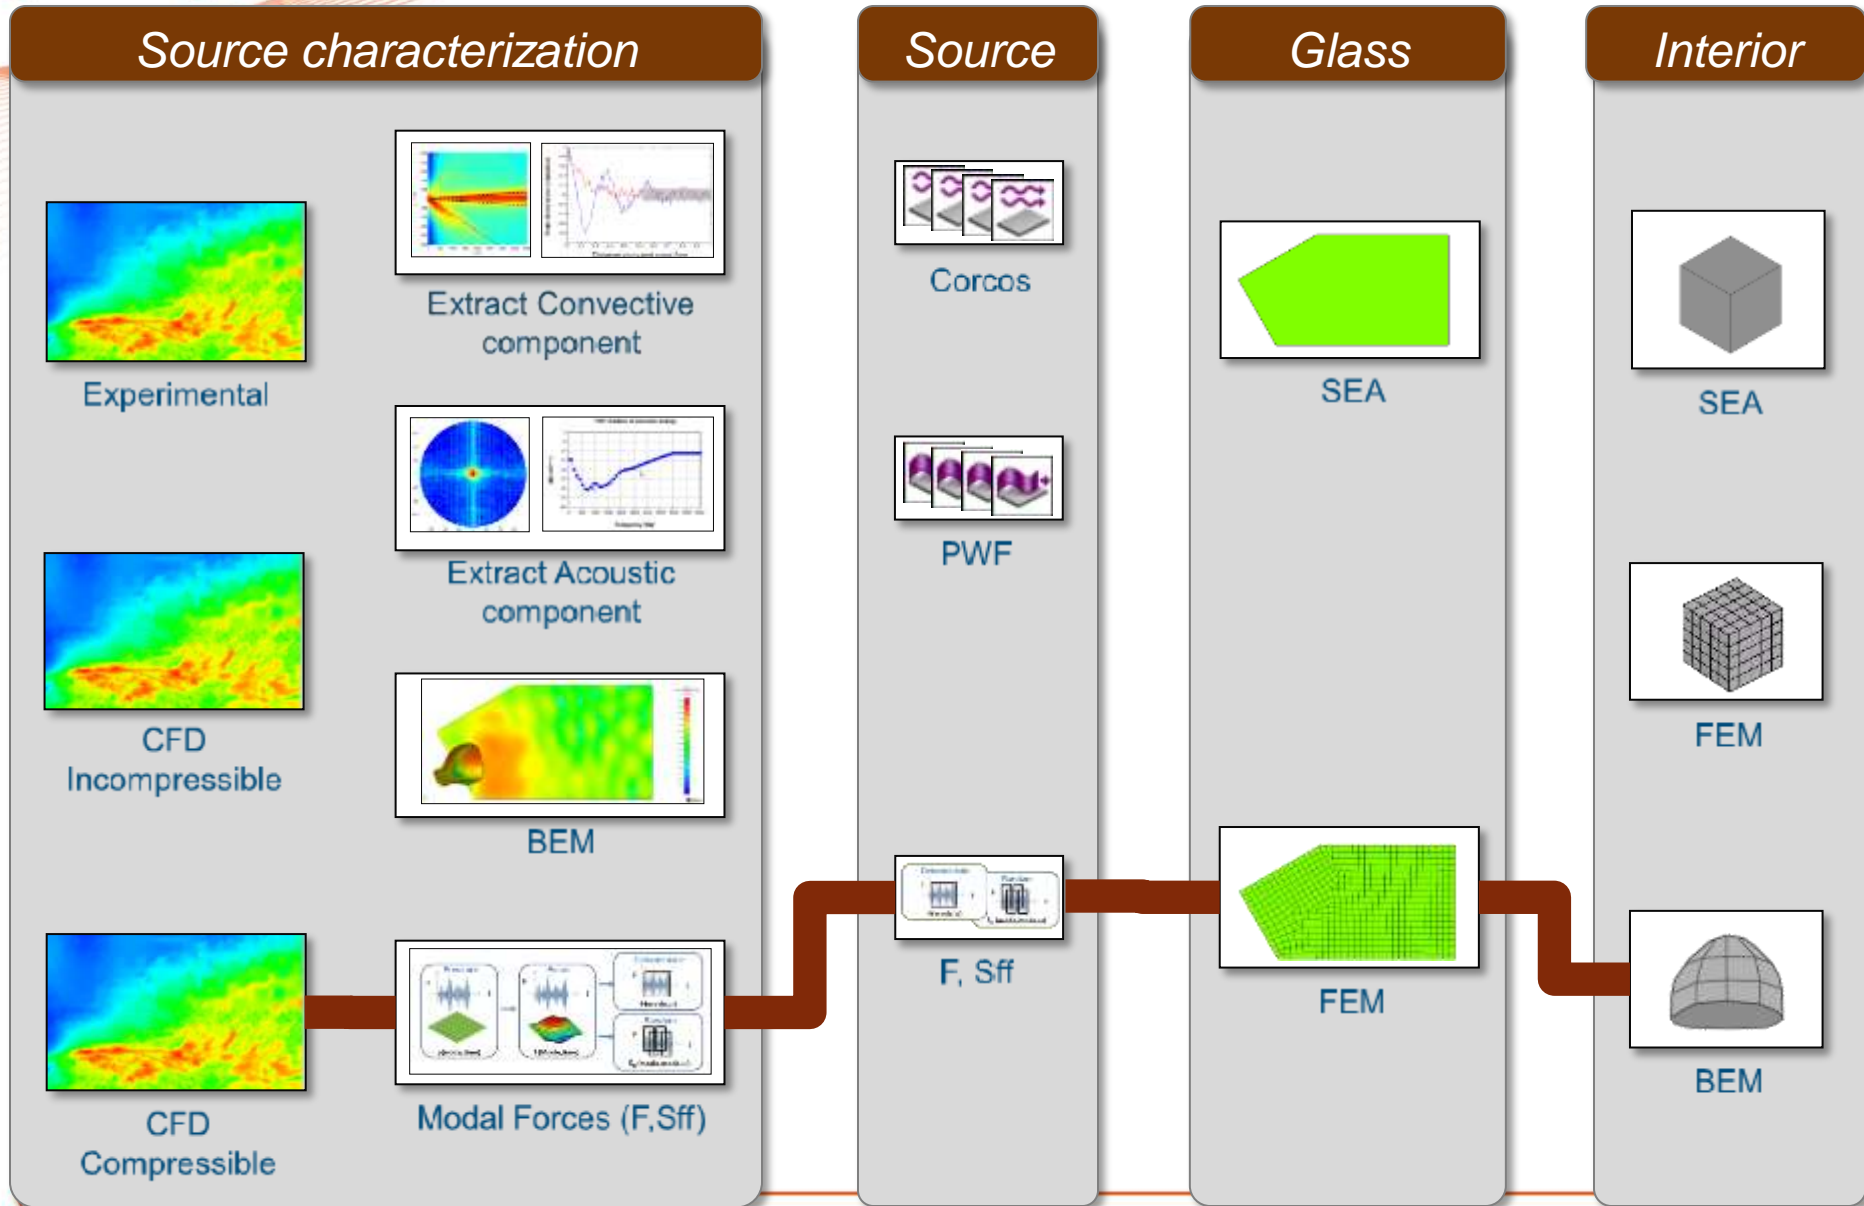 Source characterization
Source
Glass
Interior
Experimental
CFD
Incompressible
CFD
Compressible
Extract Convective
component
Extract Acoustic
component
BEM
Modal Forces (F,Sff)
Corcos
PWF
F, Sff
SEA
FEM
SEA
FEM
BEM